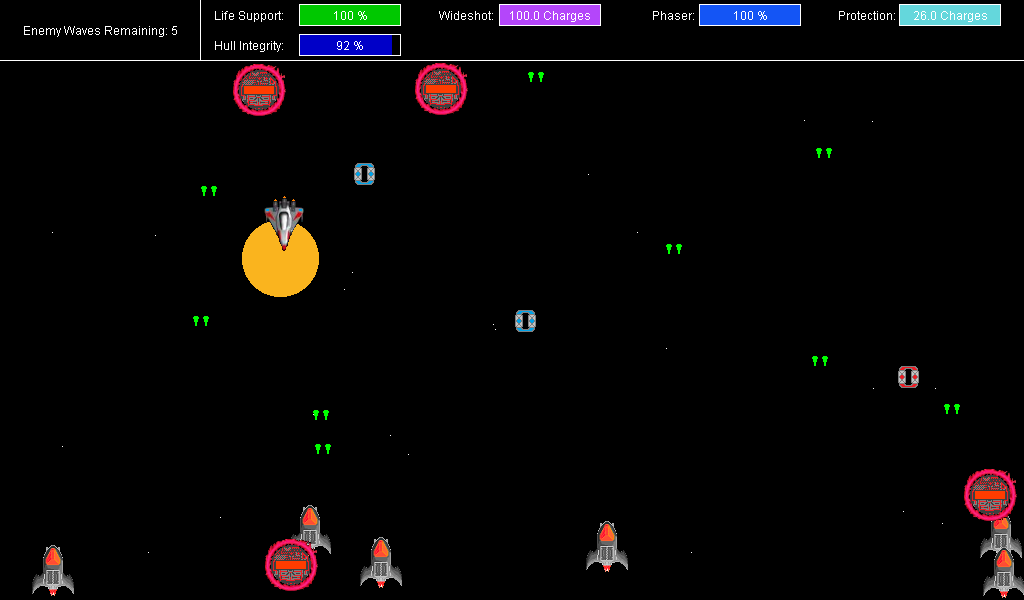 Enemy Waves Remaining: 5
Life Support: 100 %
Wideshot: 100.0 Charges
Phaser: 100 %
Protection: 26.0 Charges
Hull Integrity: 92 %